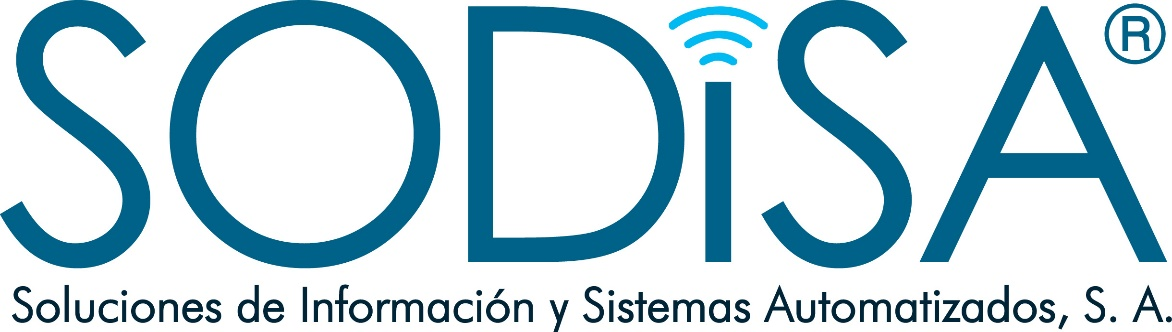 SODiSA®
Soluciones de Información y Sistemas Automatizados, S. A.